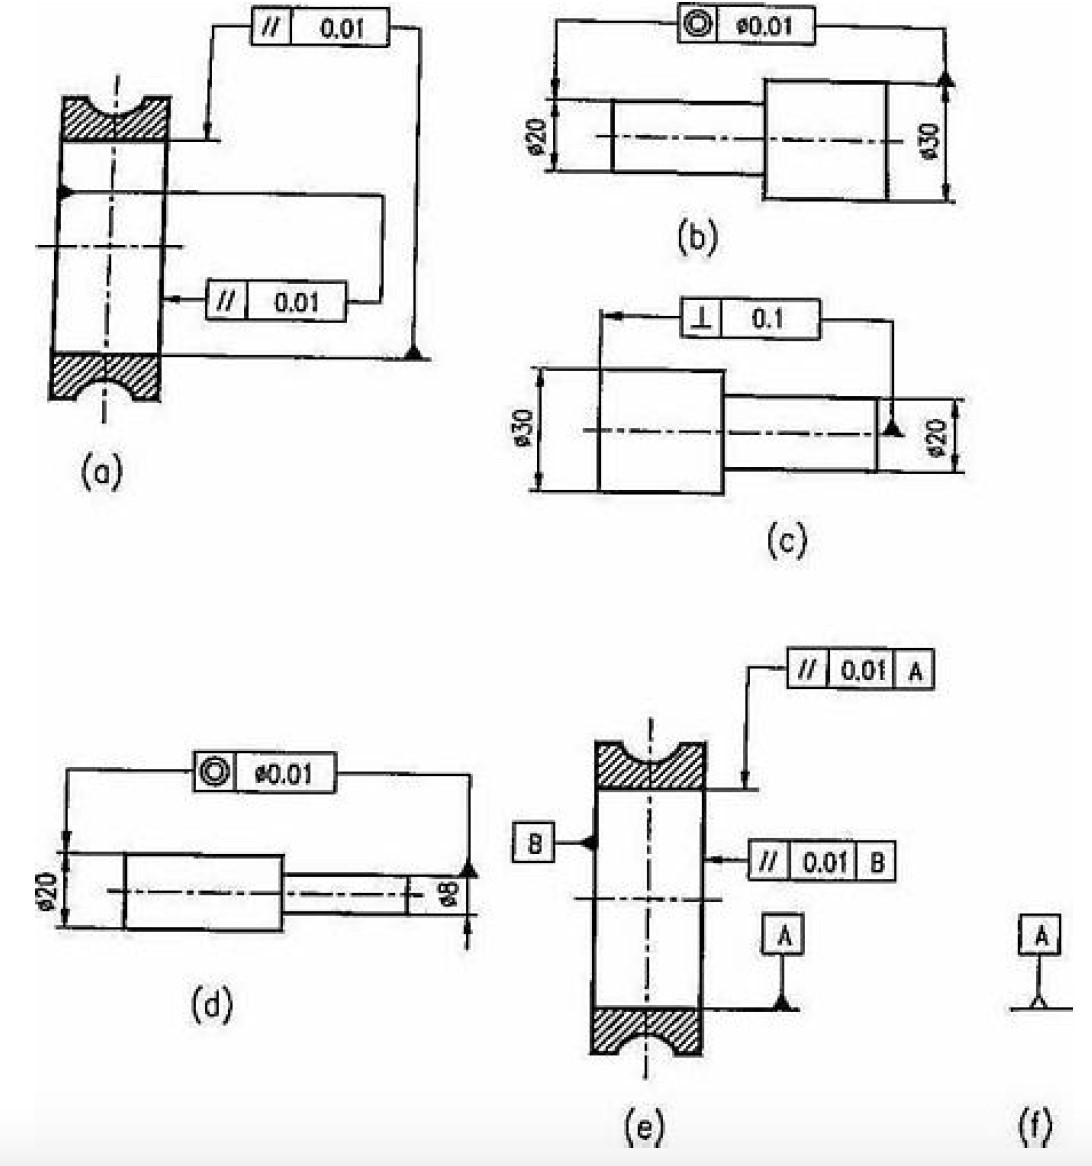 // 0.01
// 0.01
(a)
◎ ø0.01
ø20
ø30
(b)
⊥ 0.1
ø30
ø20
(c)
◎ ø0.01
ø20
ø8
(d)
// 0.01 A
B
// 0.01 B
A
(e)
A
(f)